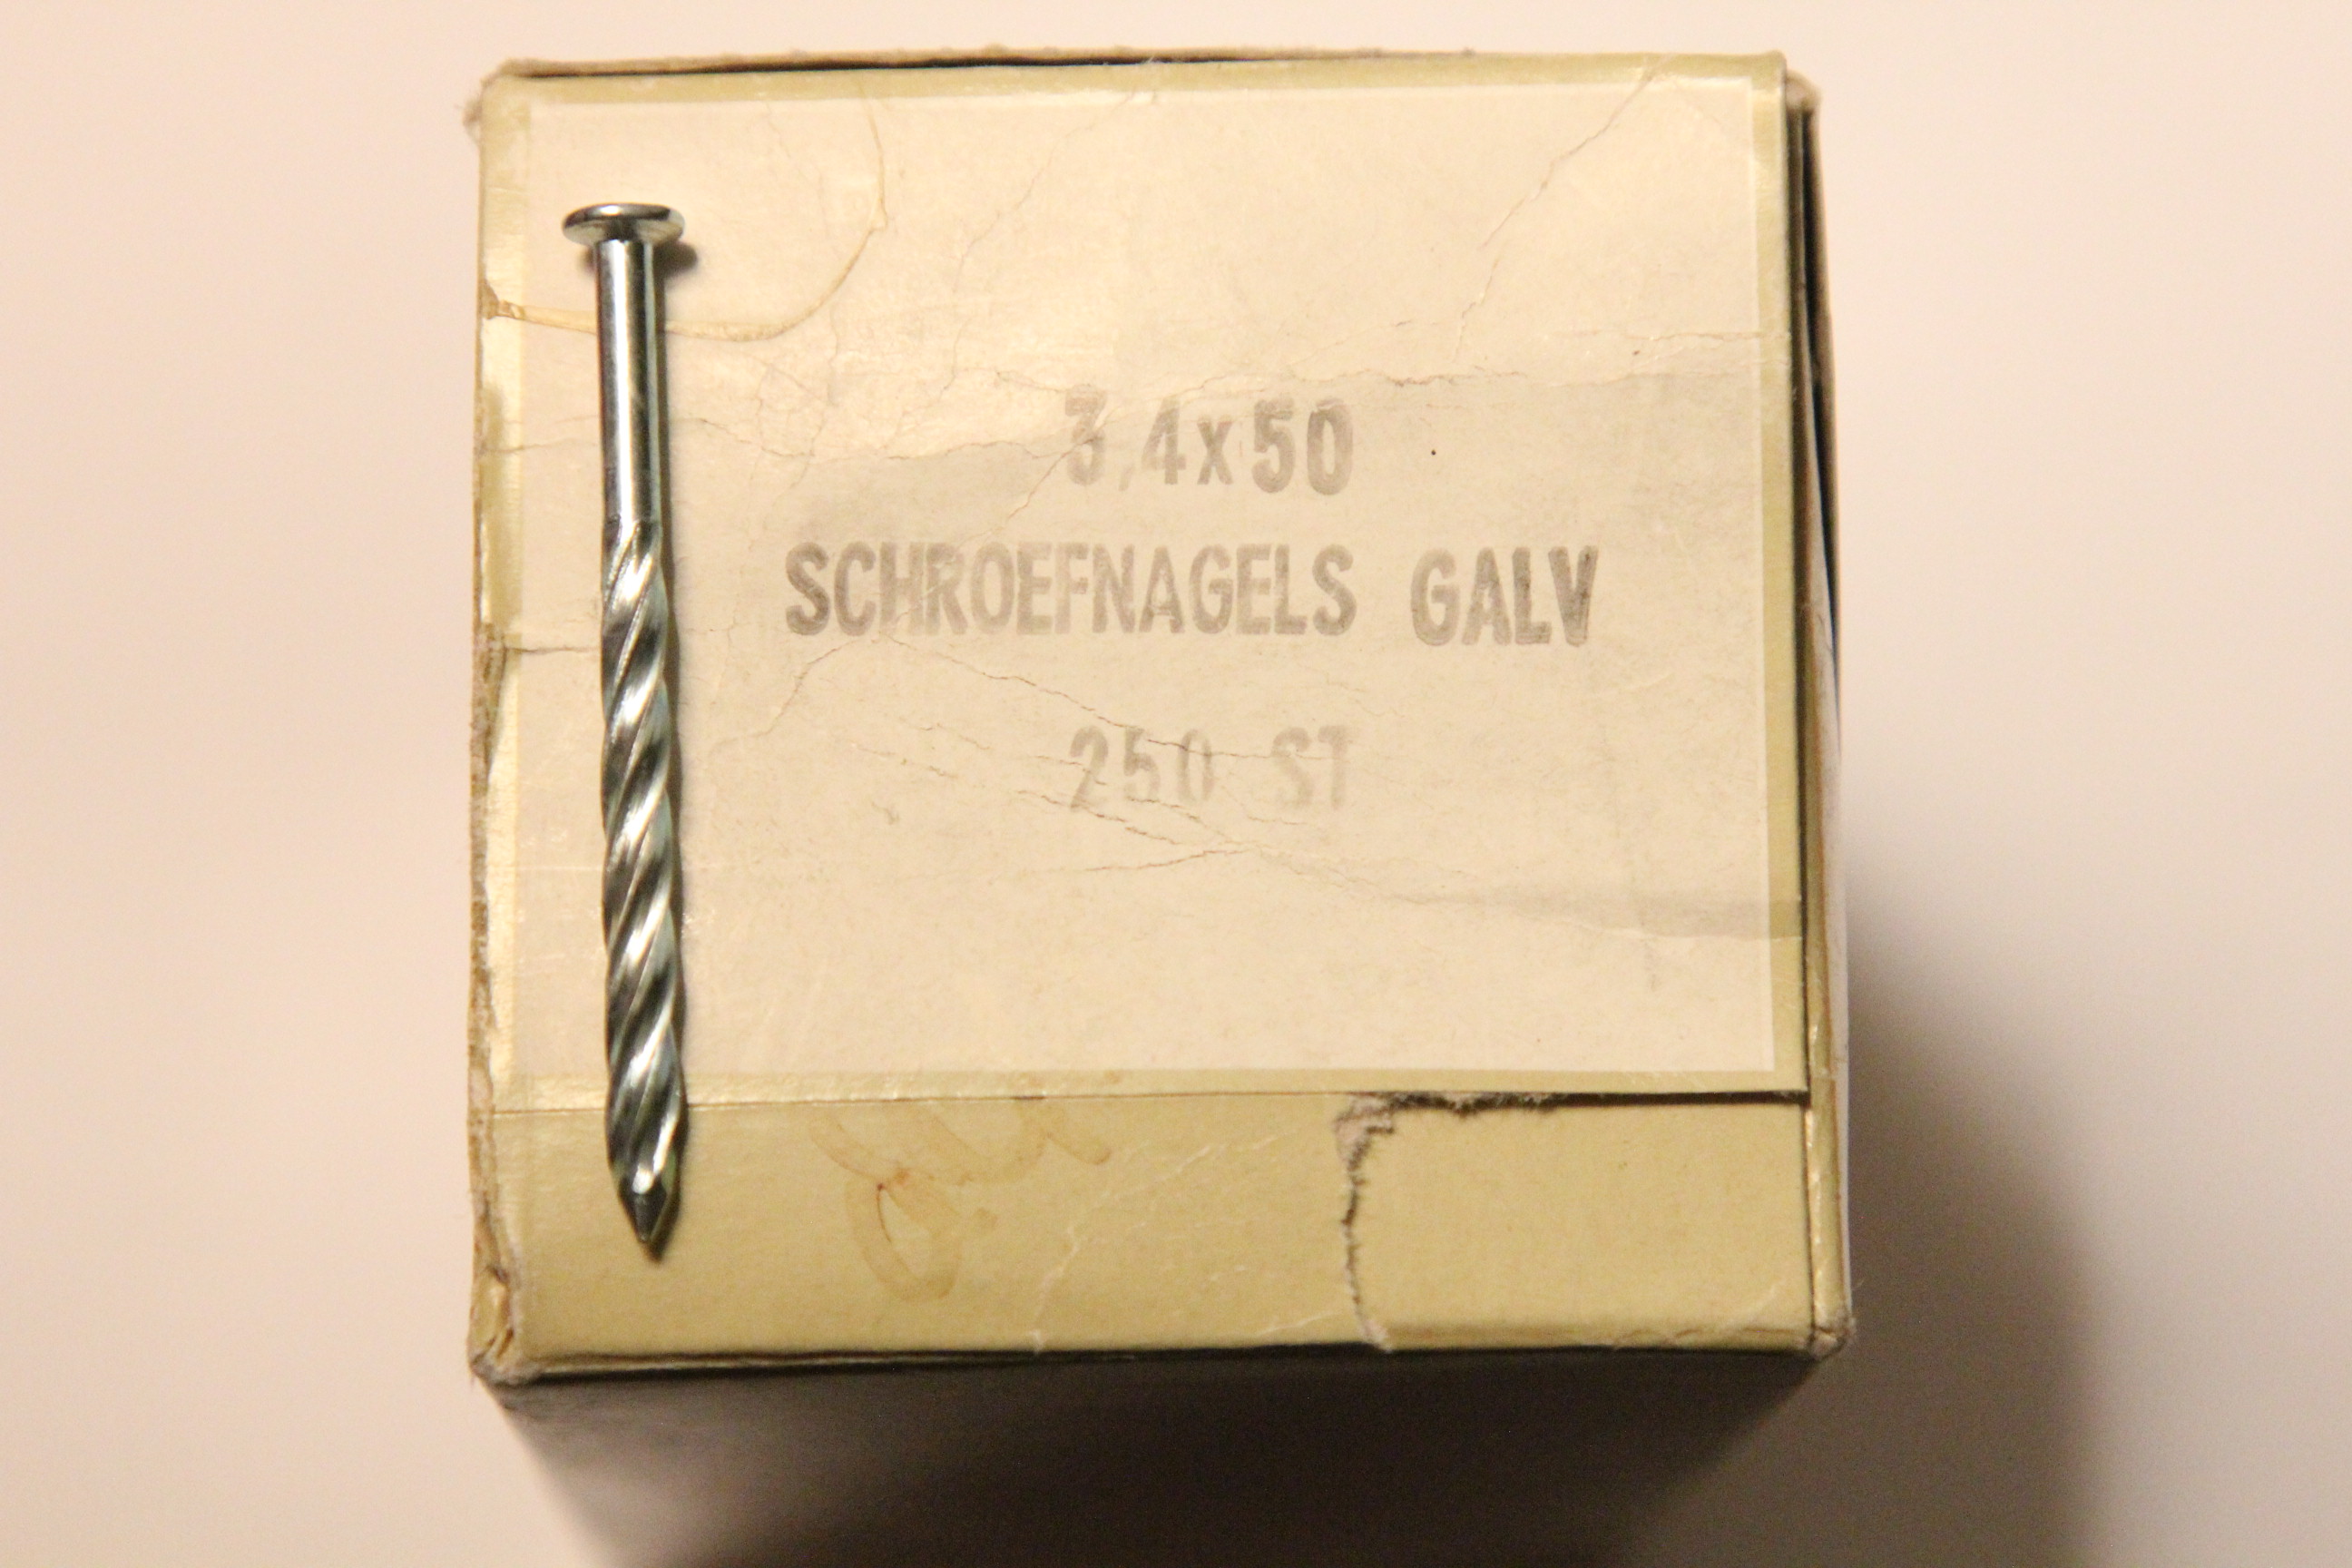 3,4x50
SCHROEFNAGELS GALV
250 ST